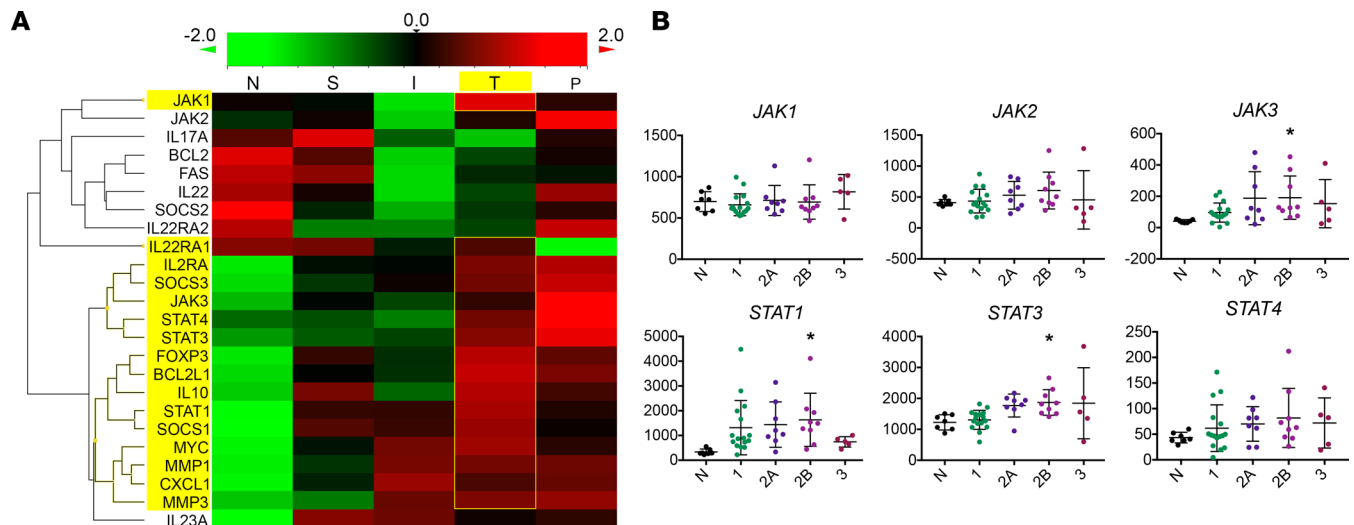 A
-2.0
0.0
2.0
N S I T P
JAK1
JAK2
IL17A
BCL2
FAS
IL22
SOCS2
IL22RA2
IL22RA1
IL2RA
SOCS3
JAK3
STAT4
STAT3
FOXP3
BCL2L1
IL10
STAT1
SOCS1
MYC
MMP1
CXCL1
MMP3
IL23A
B
JAK1
1500
1000
500
0
N 1 2A 2B 3
JAK2
1500
1000
500
0
-500
N 1 2A 2B 3
JAK3
*
600
400
200
0
-200
N 1 2A 2B 3
STAT1
*
5000
4000
3000
2000
1000
0
N 1 2A 2B 3
STAT3
*
4000
3000
2000
1000
0
N 1 2A 2B 3
STAT4
250
200
150
100
50
0
N 1 2A 2B 3